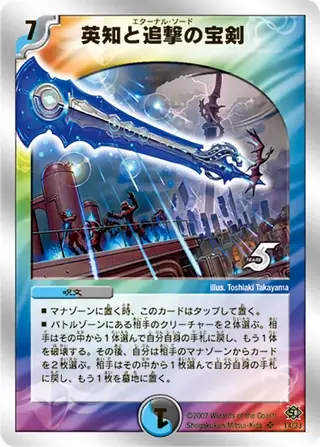 エターナル・ソード
7
英知と追撃の宝剣
5
YEARS
illus. Toshiaki Takayama
呪文
■ マナゾーンに置く時、このカードはタップして置く。
■ バトルゾーンにある相手のクリーチャーを2体選ぶ。相
手はその中から1体選んで自分自身の手札に戻し、もう1体
を破壊する。その後、自分は相手のマナゾーンからカード
を2枚選ぶ。相手はその中から1枚選んで自分自身の手札
に戻し、もう1枚を墓地に置く。
©2007 Wizards of the Coast/
Shogakukan/Mitsui-Kids
14/33